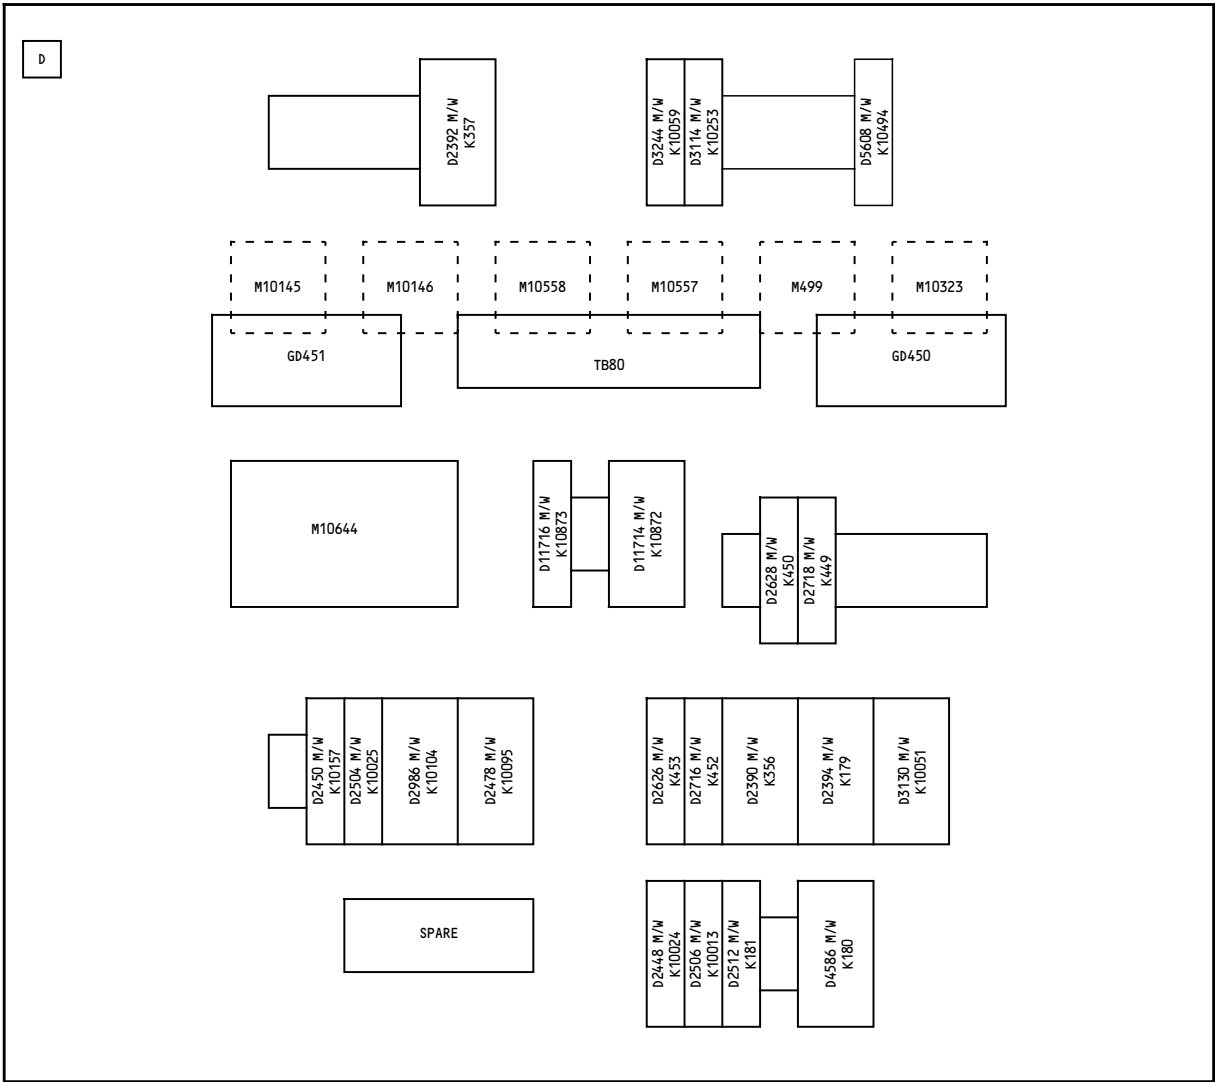 D
D2392 M/W
K357
D3244 M/W
K10059
D3114 M/W
K10253
D5608 M/W
K10494
M10145
M10146
M10558
M10557
M499
M10323
GD451
TB80
GD450
M10644
D11716 M/W
K10873
D11714 M/W
K10872
D2628 M/W
K450
D2718 M/W
K449
D2450 M/W
K10157
D2504 M/W
K10025
D2986 M/W
K10104
D2478 M/W
K10095
D2626 M/W
K453
D2716 M/W
K452
D2390 M/W
K356
D2394 M/W
K179
D3130 M/W
K10051
SPARE
D2448 M/W
K10024
D2506 M/W
K10013
D2512 M/W
K181
D4586 M/W
K180